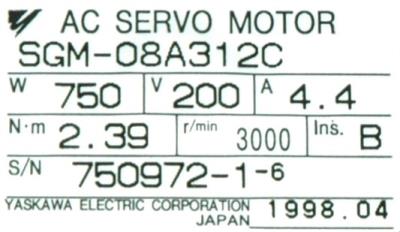 AC SERVO MOTOR
SGM-08A312C
W 750 V 200 A 4.4
N·m 2.39 r/min 3000 Ins. B
S/N 750972-1-6
YASKAWA ELECTRIC CORPORATION
JAPAN 1998.04